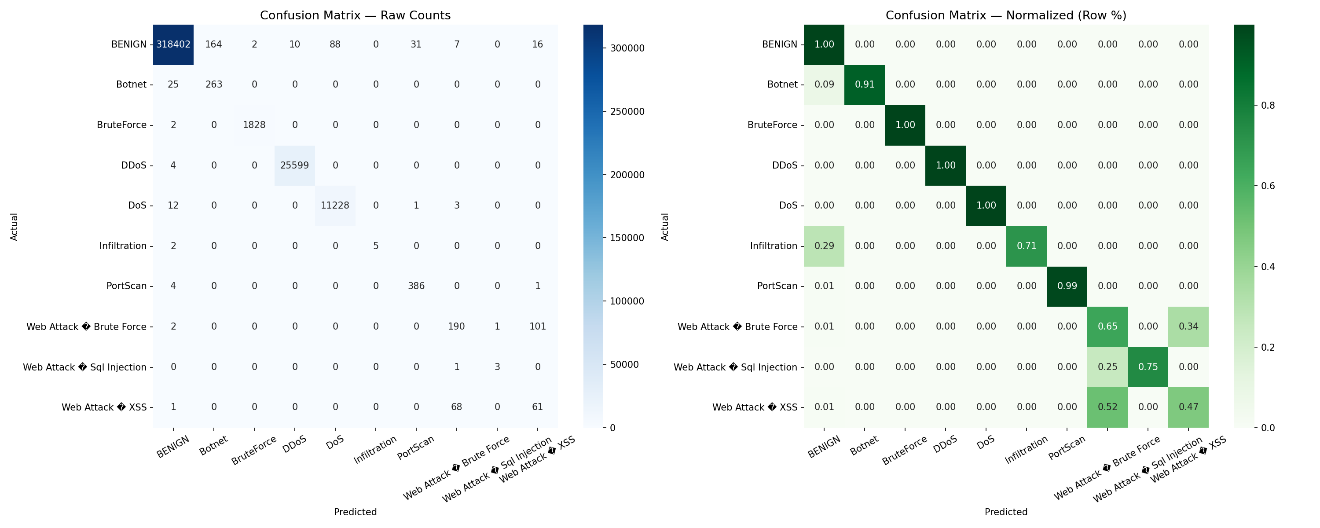 Confusion Matrix — Raw Counts
Actual
BENIGN 318402 164 2 10 88 0 31 7 0 16
Botnet 25 263 0 0 0 0 0 0 0 0
BruteForce 2 0 1828 0 0 0 0 0 0 0
DDoS 4 0 0 25599 0 0 0 0 0 0
DoS 12 0 0 0 11228 0 1 3 0 0
Infiltration 2 0 0 0 0 5 0 0 0 0
PortScan 4 0 0 0 0 0 386 0 0 1
Web Attack � Brute Force 2 0 0 0 0 0 0 190 1 101
Web Attack � Sql Injection 0 0 0 0 0 0 0 1 3 0
Web Attack � XSS 1 0 0 0 0 0 0 68 0 61
BENIGN Botnet BruteForce DDoS DoS Infiltration PortScan Web Attack � Brute Force Web Attack � Sql Injection Web Attack � XSS
Predicted
300000
250000
200000
150000
100000
50000
0
Confusion Matrix — Normalized (Row %)
Actual
BENIGN 1.00 0.00 0.00 0.00 0.00 0.00 0.00 0.00 0.00 0.00
Botnet 0.09 0.91 0.00 0.00 0.00 0.00 0.00 0.00 0.00 0.00
BruteForce 0.00 0.00 1.00 0.00 0.00 0.00 0.00 0.00 0.00 0.00
DDoS 0.00 0.00 0.00 1.00 0.00 0.00 0.00 0.00 0.00 0.00
DoS 0.00 0.00 0.00 0.00 1.00 0.00 0.00 0.00 0.00 0.00
Infiltration 0.29 0.00 0.00 0.00 0.00 0.71 0.00 0.00 0.00 0.00
PortScan 0.01 0.00 0.00 0.00 0.00 0.00 0.99 0.00 0.00 0.00
Web Attack � Brute Force 0.01 0.00 0.00 0.00 0.00 0.00 0.00 0.65 0.00 0.34
Web Attack � Sql Injection 0.00 0.00 0.00 0.00 0.00 0.00 0.00 0.25 0.75 0.00
Web Attack � XSS 0.01 0.00 0.00 0.00 0.00 0.00 0.00 0.52 0.00 0.47
BENIGN Botnet BruteForce DDoS DoS Infiltration PortScan Web Attack � Brute Force Web Attack � Sql Injection Web Attack � XSS
Predicted
0.8
0.6
0.4
0.2
0.0